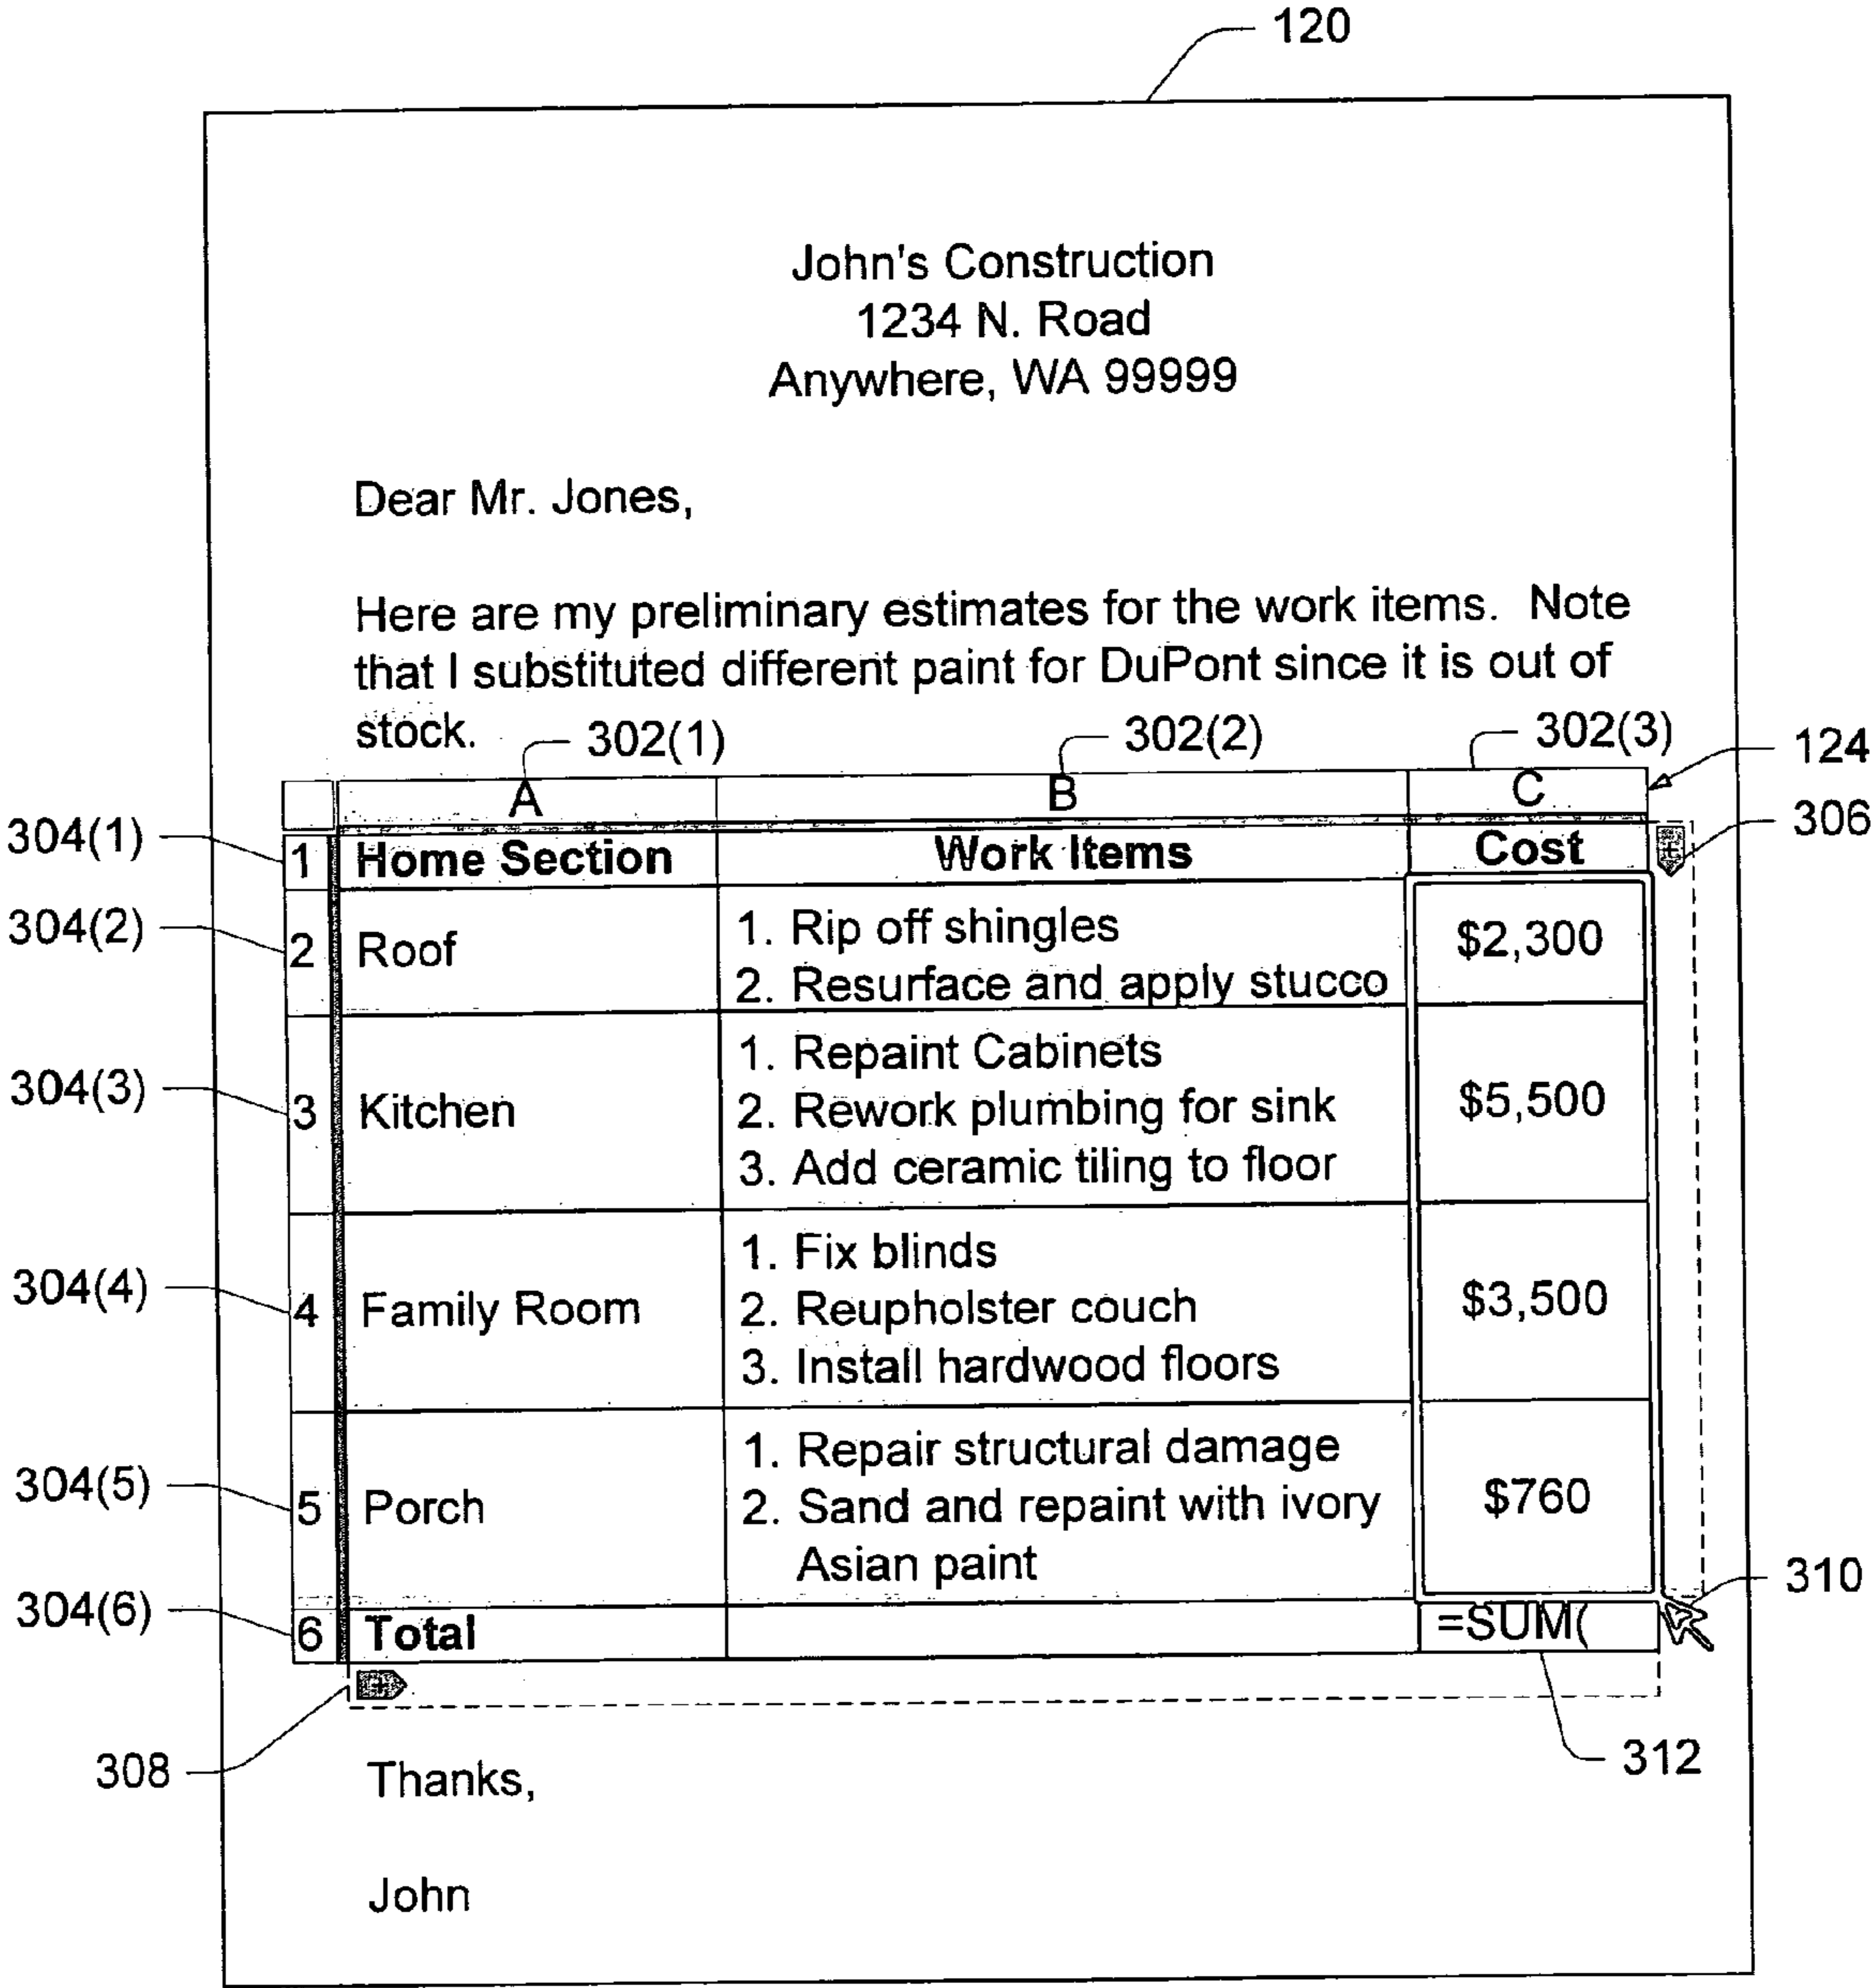 120
John's Construction
1234 N. Road
Anywhere, WA 99999
Dear Mr. Jones,
Here are my preliminary estimates for the work items. Note
that I substituted different paint for DuPont since it is out of
stock.
302(1) 302(2) 302(3)
124
A B C
306
304(1)
1 Home Section Work Items Cost
304(2)
2 Roof
1. Rip off shingles
2. Resurface and apply stucco
$2,300
304(3)
3 Kitchen
1. Repaint Cabinets
2. Rework plumbing for sink
3. Add ceramic tiling to floor
$5,500
304(4)
4 Family Room
1. Fix blinds
2. Reupholster couch
3. Install hardwood floors
$3,500
304(5)
5 Porch
1. Repair structural damage
2. Sand and repaint with ivory
Asian paint
$760
310
304(6)
6 Total =SUM(
+
+
308
312
Thanks,
John